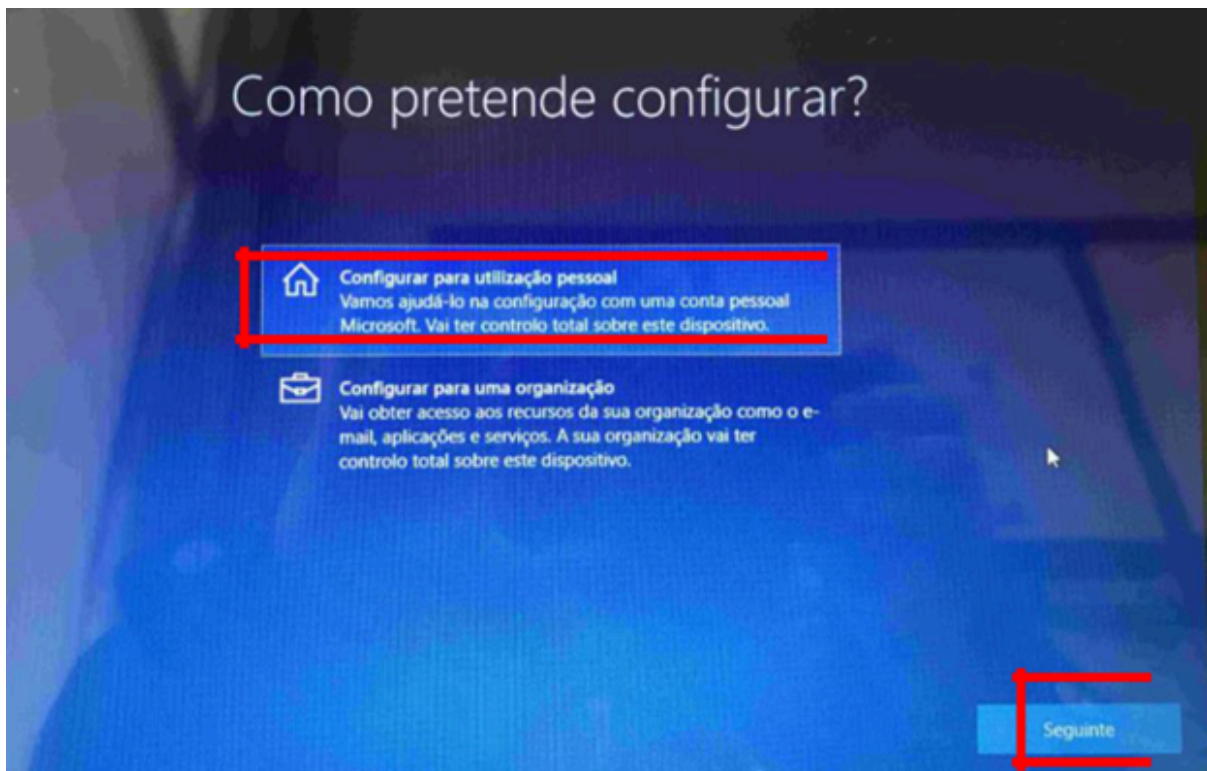 Como pretende configurar?
Configurar para utilização pessoal
Vamos ajudá-lo na configuração com uma conta pessoal
Microsoft. Vai ter controlo total sobre este dispositivo.
Configurar para uma organização
Vai obter acesso aos recursos da sua organização como o e-
mail, aplicações e serviços. A sua organização vai ter
controlo total sobre este dispositivo.
Seguinte